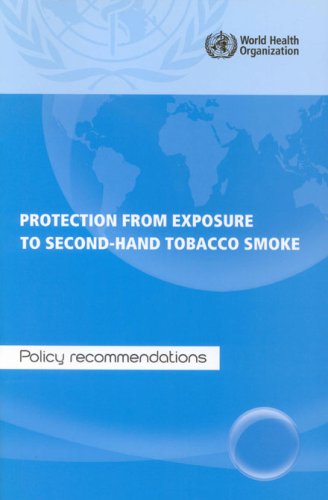 World Health
Organization
PROTECTION FROM EXPOSURE
TO SECOND-HAND TOBACCO SMOKE
Policy recommendations